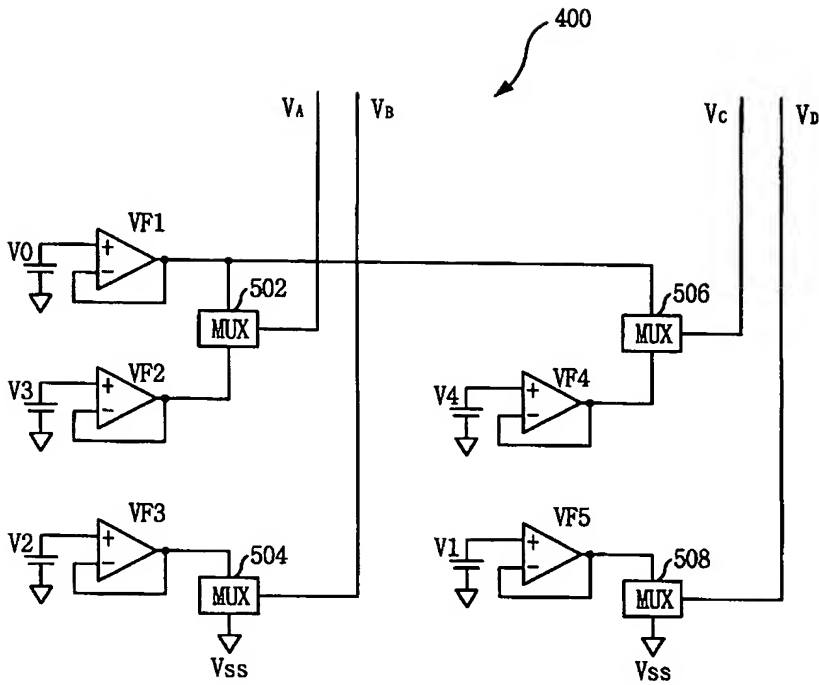 400
VA VB VC VD
VF1
V0 + −
502 506
MUX MUX
VF2 VF4
V3 + − V4 + −
VF3 VF5
V2 + − V1 + −
504 508
MUX MUX
VSS VSS